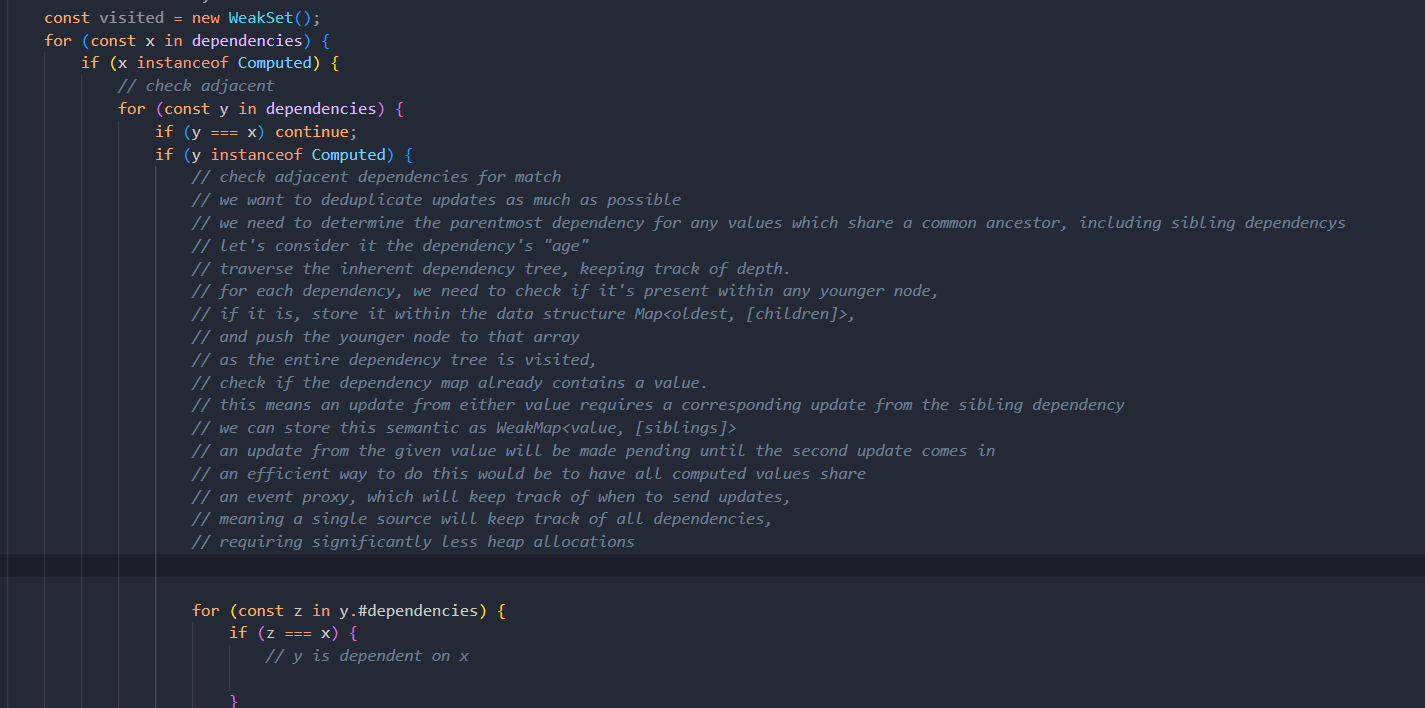 const visited = new WeakSet();
for (const x in dependencies) {
if (x instanceof Computed) {
// check adjacent
for (const y in dependencies) {
if (y === x) continue;
if (y instanceof Computed) {
// check adjacent dependencies for match
// we want to deduplicate updates as much as possible
// we need to determine the parentmost dependency for any values which share a common ancestor, including sibling dependencys
// let's consider it the dependency's "age"
// traverse the inherent dependency tree, keeping track of depth.
// for each dependency, we need to check if it's present within any younger node,
// if it is, store it within the data structure Map<oldest, [children]>,
// and push the younger node to that array
// as the entire dependency tree is visited,
// check if the dependency map already contains a value.
// this means an update from either value requires a corresponding update from the sibling dependency
// we can store this semantic as WeakMap<value, [siblings]>
// an update from the given value will be made pending until the second update comes in
// an efficient way to do this would be to have all computed values share
// an event proxy, which will keep track of when to send updates,
// meaning a single source will keep track of all dependencies,
// requiring significantly less heap allocations
for (const z in y.#dependencies) {
if (z === x) {
// y is dependent on x
}